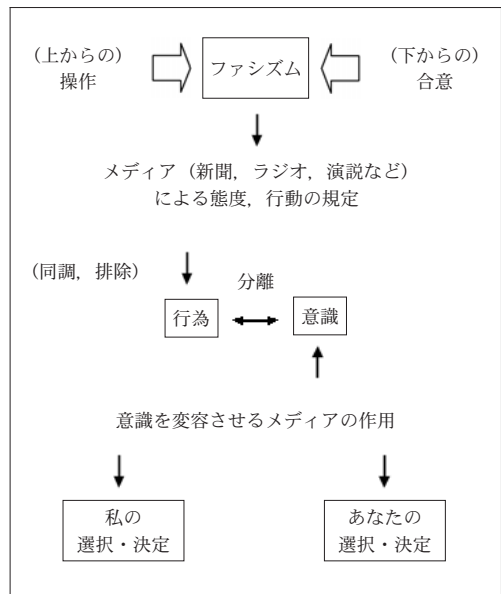 （上からの）
操作
ファシズム
（下からの）
合意
メディア（新聞，ラジオ，演説など）
による態度，行動の規定
（同調，排除）
分離
行為
意識
意識を変容させるメディアの作用
私の
選択・決定
あなたの
選択・決定